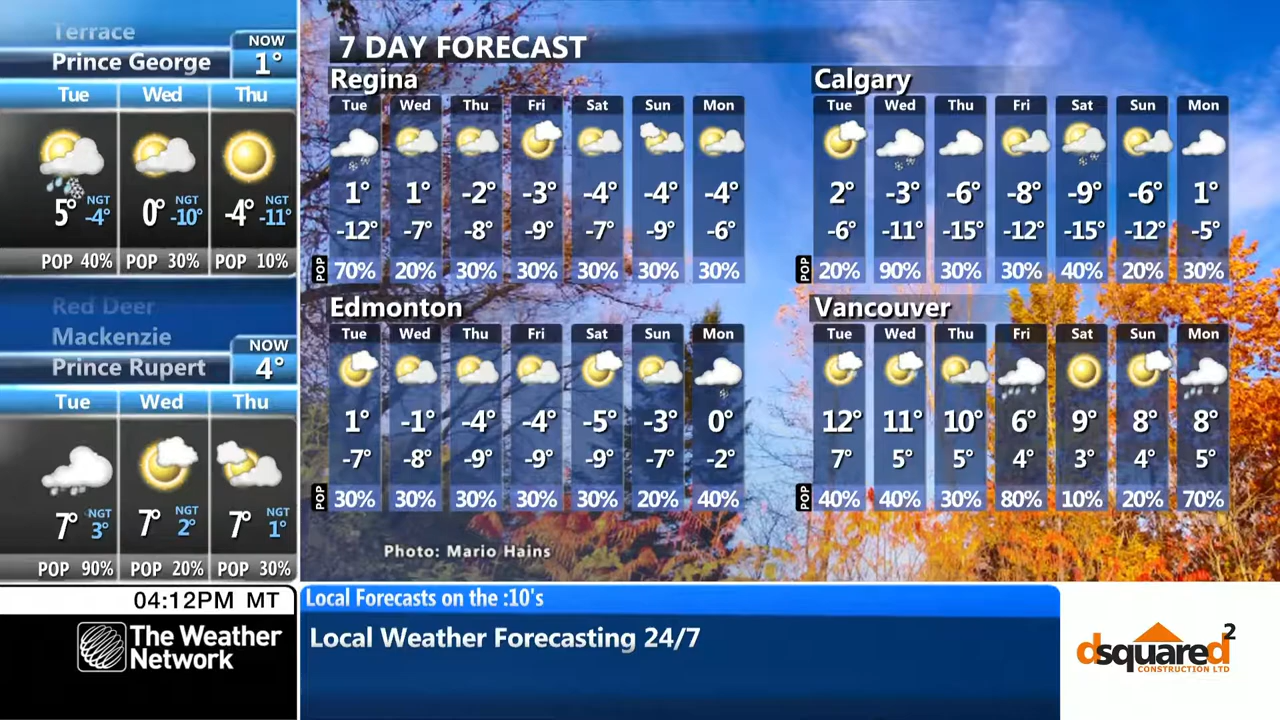 Terrace
Prince George
NOW
1°
Tue Wed Thu
5° NGT -4° 0° NGT -10° -4° NGT -11°
POP 40% POP 30% POP 10%
Red Deer
Mackenzie
Prince Rupert
NOW
4°
Tue Wed Thu
7° NGT 3° 7° NGT 2° 7° NGT 1°
POP 90% POP 20% POP 30%
04:12PM MT
The Weather
Network
7 DAY FORECAST
Regina
Tue Wed Thu Fri Sat Sun Mon
1° 1° -2° -3° -4° -4° -4°
-12° -7° -8° -9° -7° -9° -6°
POP 70% 20% 30% 30% 30% 30% 30%
Calgary
Tue Wed Thu Fri Sat Sun Mon
2° -3° -6° -8° -9° -6° 1°
-6° -11° -15° -12° -15° -12° -5°
POP 20% 90% 30% 30% 40% 20% 30%
Edmonton
Tue Wed Thu Fri Sat Sun Mon
1° -1° -4° -4° -5° -3° 0°
-7° -8° -9° -9° -9° -7° -2°
POP 30% 30% 30% 30% 30% 20% 40%
Vancouver
Tue Wed Thu Fri Sat Sun Mon
12° 11° 10° 6° 9° 8° 8°
7° 5° 5° 4° 3° 4° 5°
POP 40% 40% 30% 80% 10% 20% 70%
Photo: Mario Hains
Local Forecasts on the :10's
Local Weather Forecasting 24/7
dsquared 2
CONSTRUCTION LTD